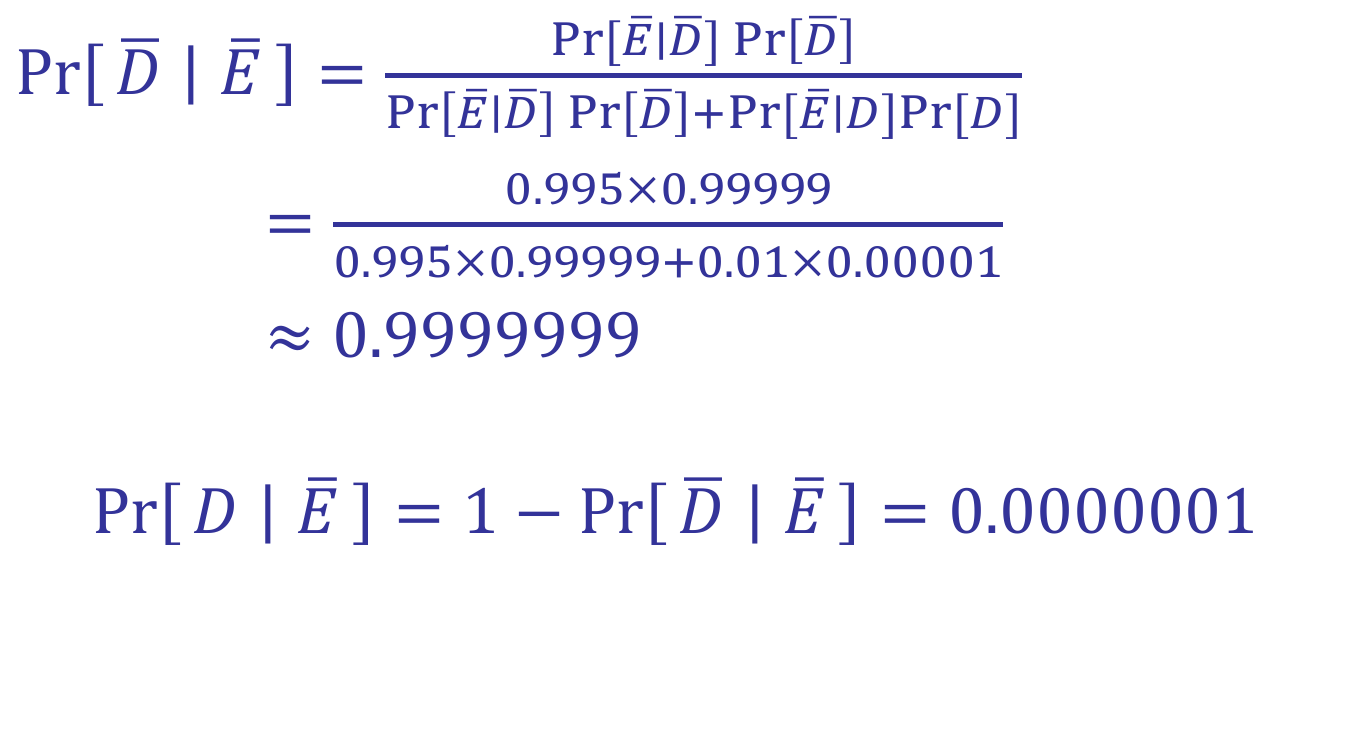 Pr[ D̅ | E̅ ] = Pr[E̅|D̅] Pr[D̅] / Pr[E̅|D̅] Pr[D̅]+Pr[E̅|D]Pr[D]
= 0.995×0.99999 / 0.995×0.99999+0.01×0.00001
≈ 0.9999999
Pr[ D | E̅ ] = 1 − Pr[ D̅ | E̅ ] = 0.0000001